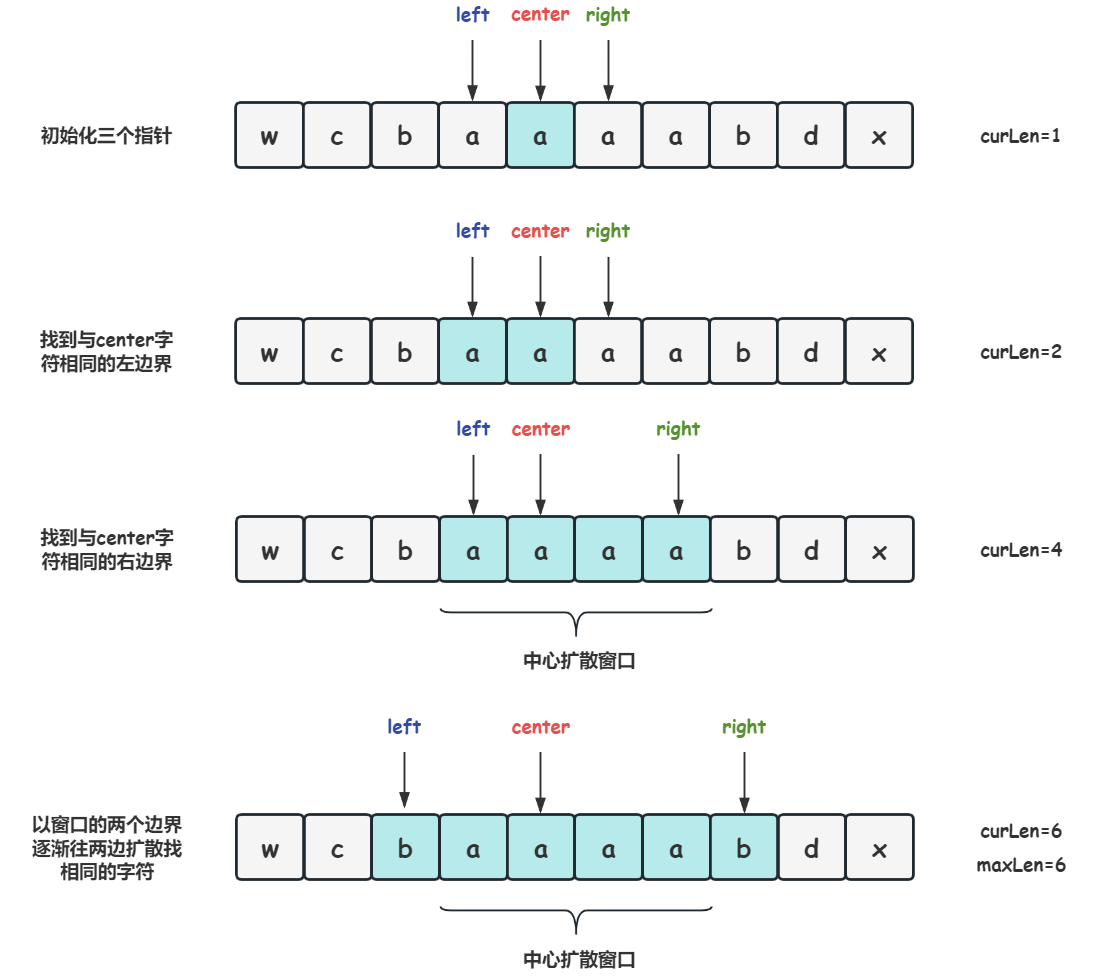 left center right
初始化三个指针 w c b a a a a b d x curLen=1
left center right
找到与center字
符相同的左边界
w c b a a a a b d x curLen=2
left center right
找到与center字
符相同的右边界
w c b a a a a b d x curLen=4
中心扩散窗口
left center right
以窗口的两个边界
逐渐往两边扩散找
相同的字符
w c b a a a a b d x
curLen=6
maxLen=6
中心扩散窗口